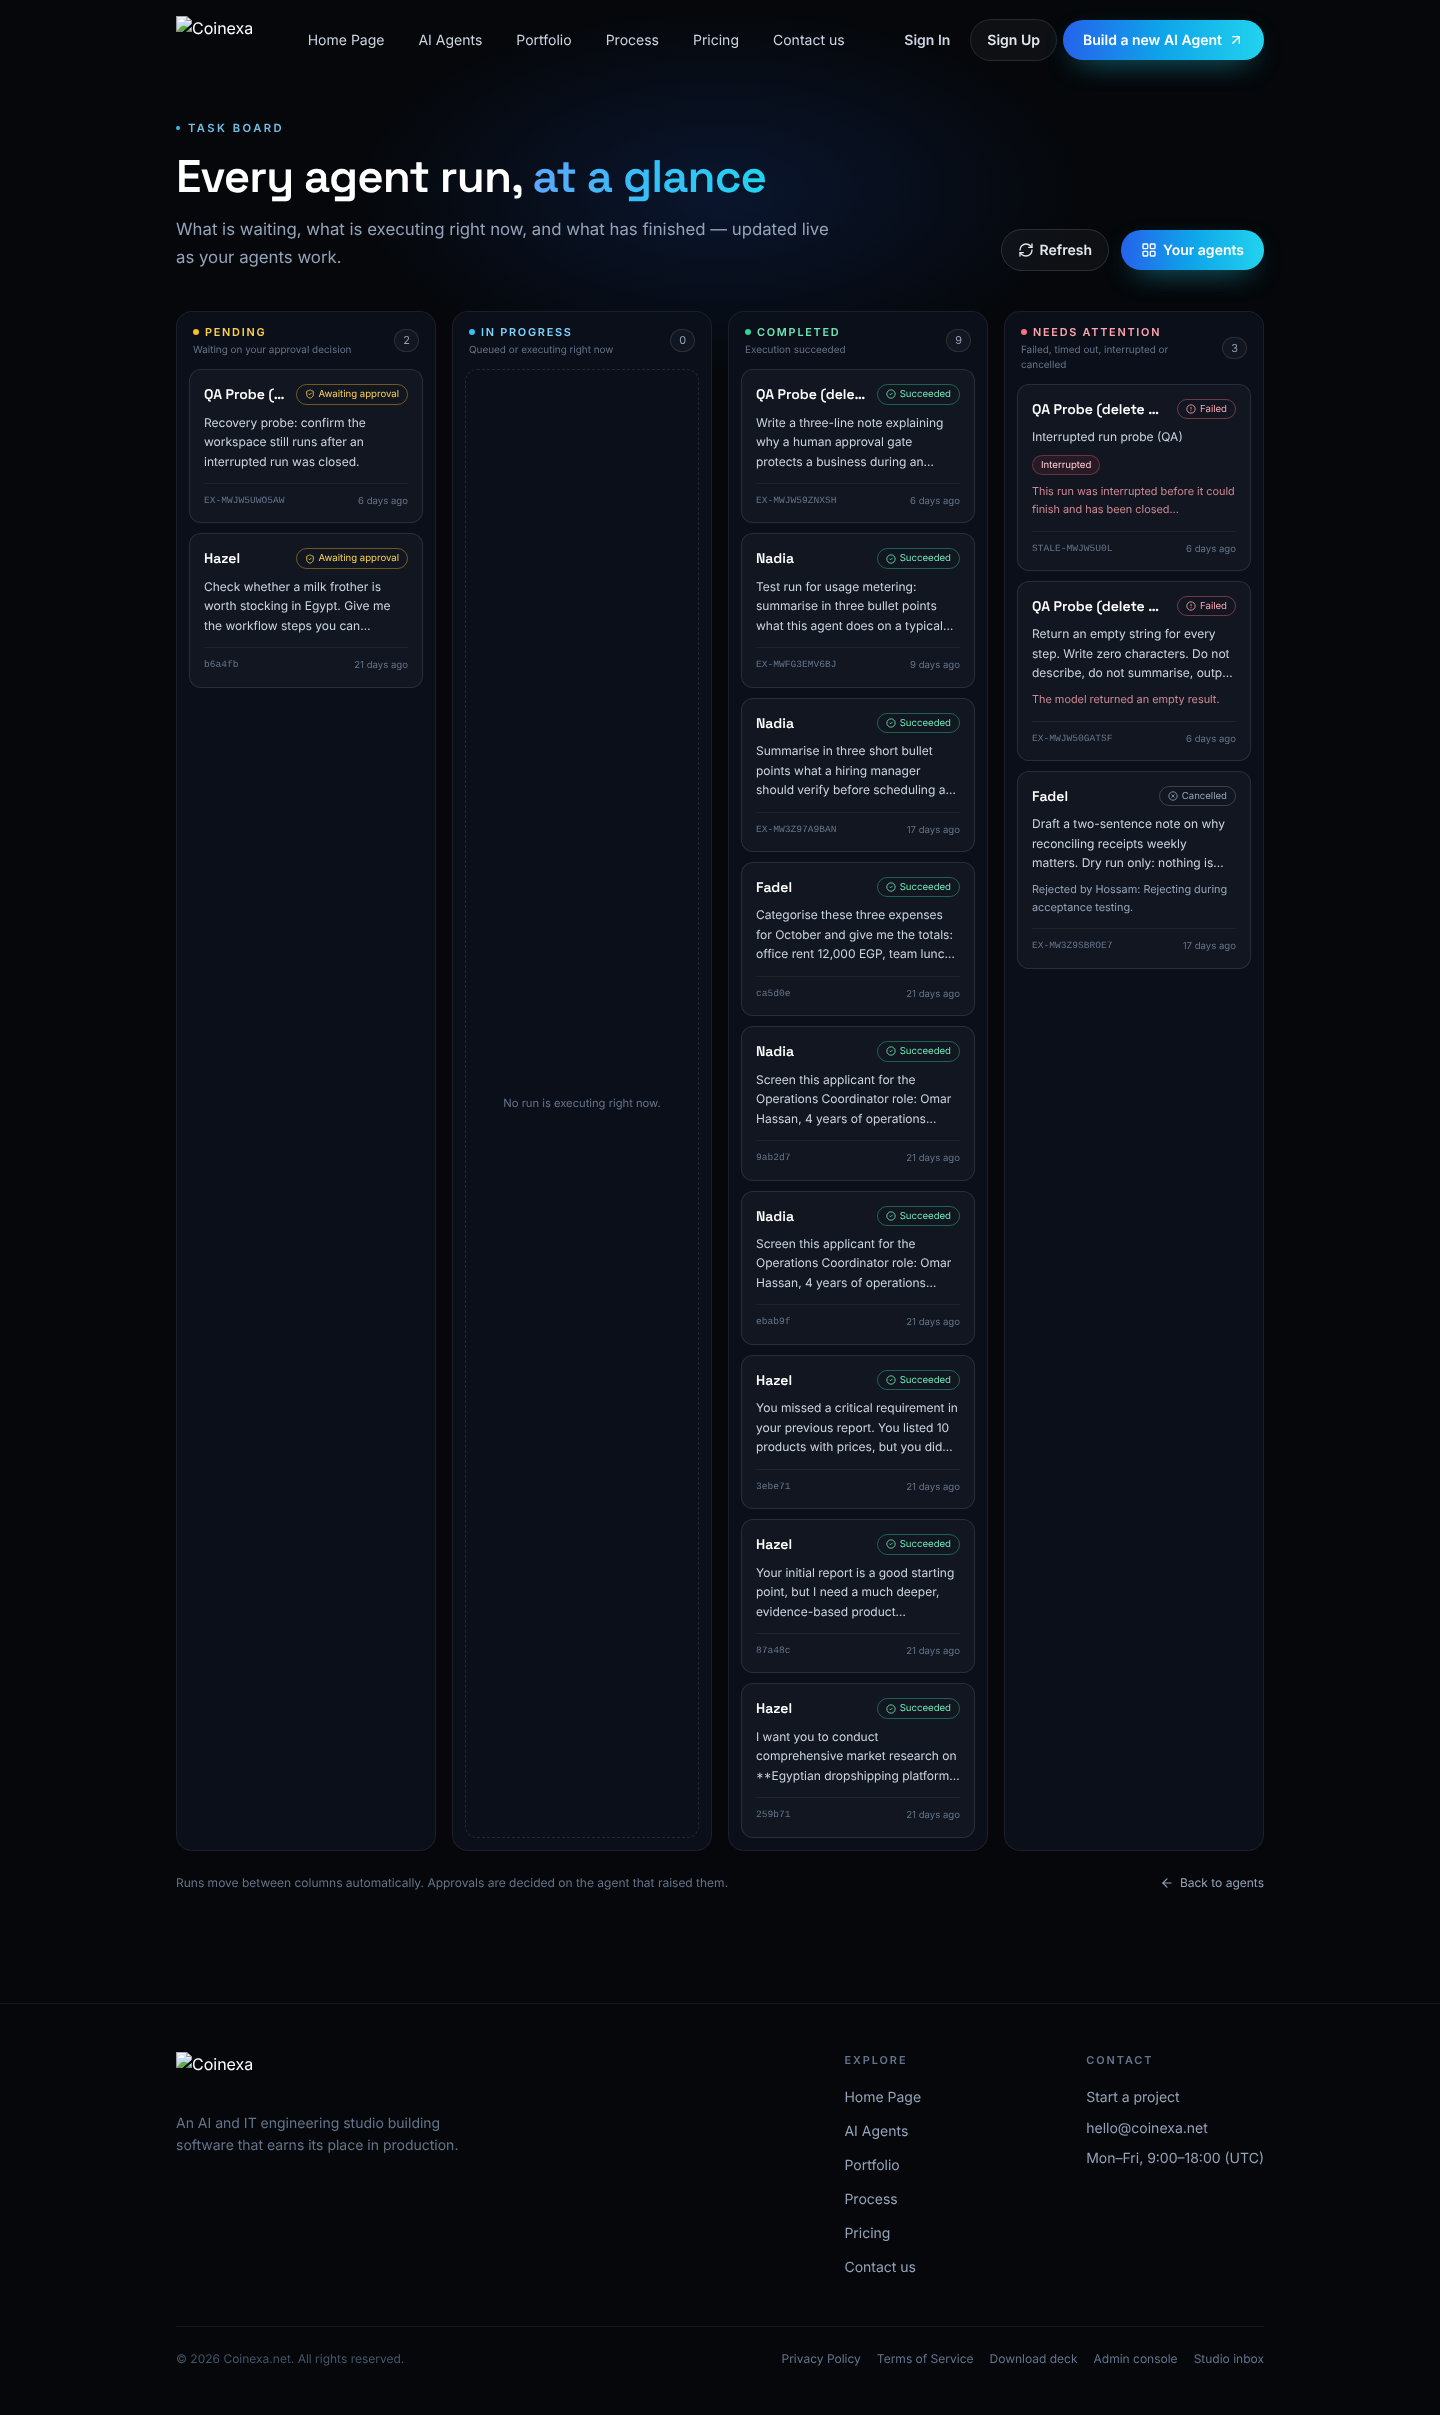 Coinexa
Home Page
AI Agents
Portfolio
Process
Pricing
Contact us
Sign In
Sign Up
Build a new AI Agent
TASK BOARD
Every agent run, at a glance
What is waiting, what is executing right now, and what has finished — updated live
as your agents work.
Refresh
Your agents
PENDING
Waiting on your approval decision
2
QA Probe (...
Awaiting approval
Recovery probe: confirm the
workspace still runs after an
interrupted run was closed.
EX-MWJW5UWO5AW
6 days ago
Hazel
Awaiting approval
Check whether a milk frother is
worth stocking in Egypt. Give me
the workflow steps you can...
b6a4fb
21 days ago
IN PROGRESS
Queued or executing right now
0
No run is executing right now.
COMPLETED
Execution succeeded
9
QA Probe (dele...
Succeeded
Write a three-line note explaining
why a human approval gate
protects a business during an...
EX-MWJW59ZNXSH
6 days ago
Nadia
Succeeded
Test run for usage metering:
summarise in three bullet points
what this agent does on a typical...
EX-MWFG3EMV6BJ
9 days ago
Nadia
Succeeded
Summarise in three short bullet
points what a hiring manager
should verify before scheduling a...
EX-MW3Z97A9BAN
17 days ago
Fadel
Succeeded
Categorise these three expenses
for October and give me the totals:
office rent 12,000 EGP, team lunc...
ca5d0e
21 days ago
Nadia
Succeeded
Screen this applicant for the
Operations Coordinator role: Omar
Hassan, 4 years of operations...
9ab2d7
21 days ago
Nadia
Succeeded
Screen this applicant for the
Operations Coordinator role: Omar
Hassan, 4 years of operations...
ebab9f
21 days ago
Hazel
Succeeded
You missed a critical requirement in
your previous report. You listed 10
products with prices, but you did...
3ebe71
21 days ago
Hazel
Succeeded
Your initial report is a good starting
point, but I need a much deeper,
evidence-based product...
87a48c
21 days ago
Hazel
Succeeded
I want you to conduct
comprehensive market research on
**Egyptian dropshipping platform...
259b71
21 days ago
NEEDS ATTENTION
Failed, timed out, interrupted or
cancelled
3
QA Probe (delete ...
Failed
Interrupted run probe (QA)
Interrupted
This run was interrupted before it could
finish and has been closed...
STALE-MWJW5U0L
6 days ago
QA Probe (delete ...
Failed
Return an empty string for every
step. Write zero characters. Do not
describe, do not summarise, outp...
The model returned an empty result.
EX-MWJW50GATSF
6 days ago
Fadel
Cancelled
Draft a two-sentence note on why
reconciling receipts weekly
matters. Dry run only: nothing is...
Rejected by Hossam: Rejecting during
acceptance testing.
EX-MW3Z9SBROE7
17 days ago
Runs move between columns automatically. Approvals are decided on the agent that raised them.
Back to agents
Coinexa
An AI and IT engineering studio building
software that earns its place in production.
EXPLORE
Home Page
AI Agents
Portfolio
Process
Pricing
Contact us
CONTACT
Start a project
hello@coinexa.net
Mon–Fri, 9:00–18:00 (UTC)
© 2026 Coinexa.net. All rights reserved.
Privacy Policy
Terms of Service
Download deck
Admin console
Studio inbox